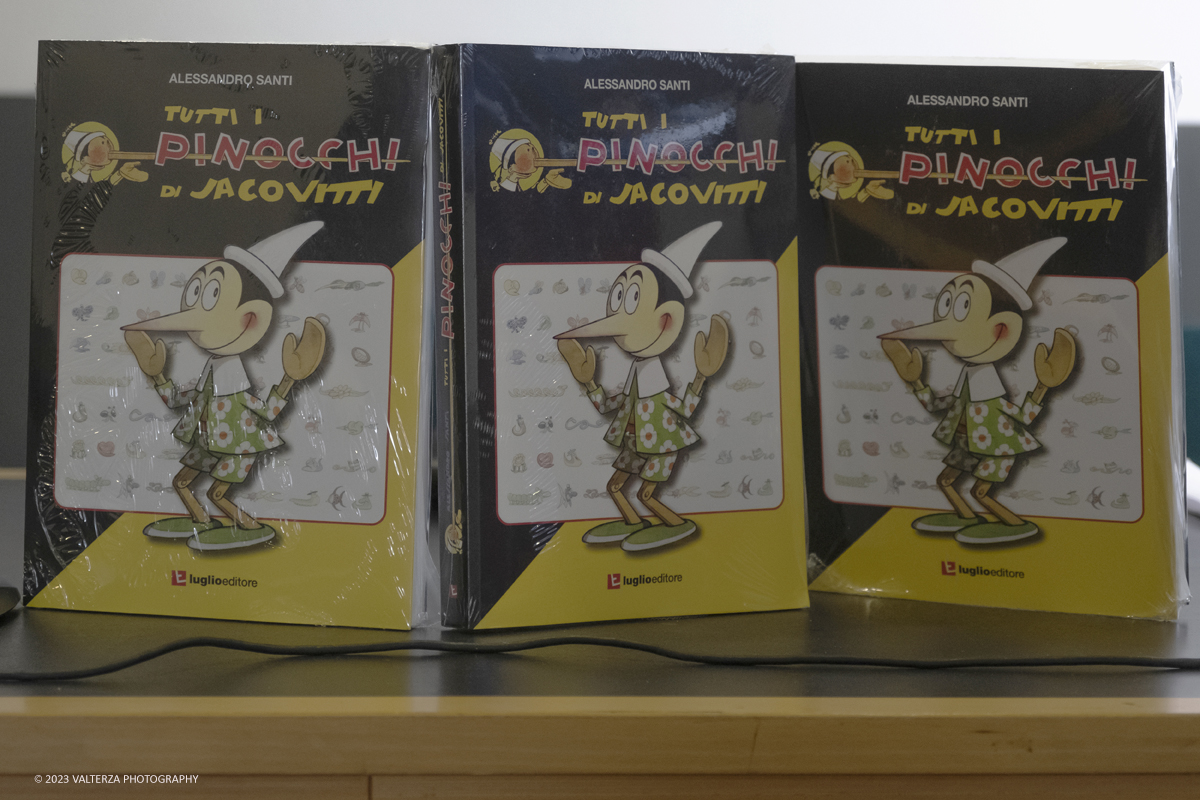 ALESSANDRO SANTI
TUTTI I
PINOCCHI
DI JACOVITTI
luglioeditore
PINOCCHI
ALESSANDRO SANTI
TUTTI I
PINOCCHI
DI JACOVITTI
luglioeditore
ALESSANDRO SANTI
TUTTI I
PINOCCHI
DI JACOVITTI
luglioeditore
© 2023 VALTERZA PHOTOGRAPHY